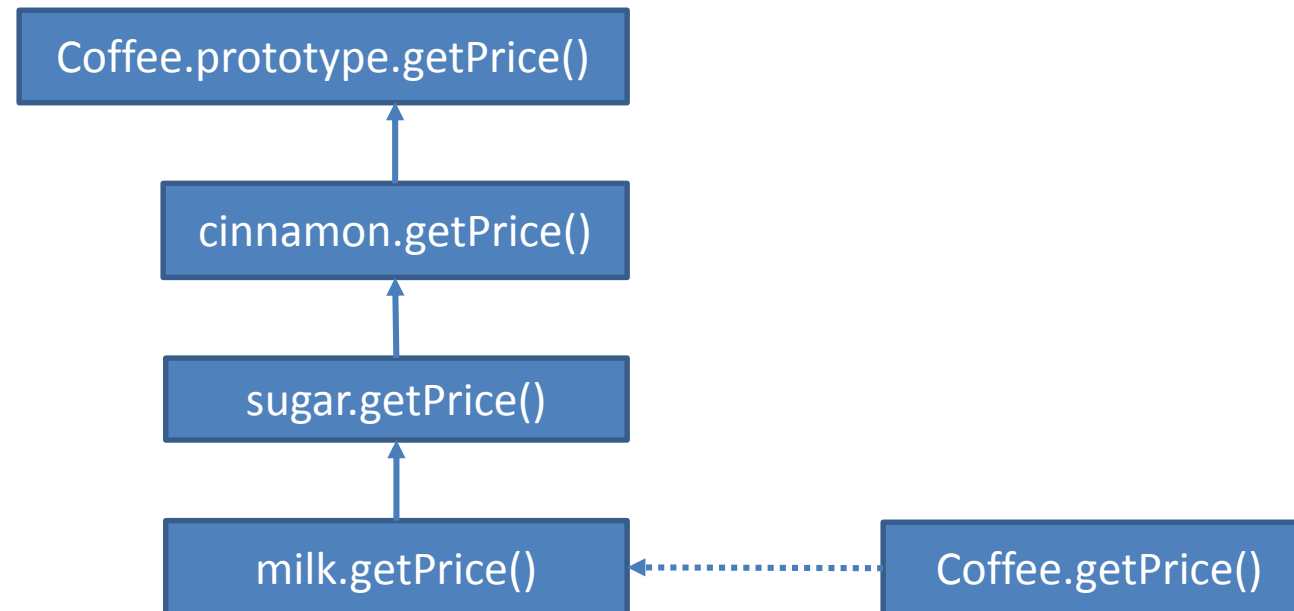 Coffee.prototype.getPrice()
cinnamon.getPrice()
sugar.getPrice()
milk.getPrice()
Coffee.getPrice()